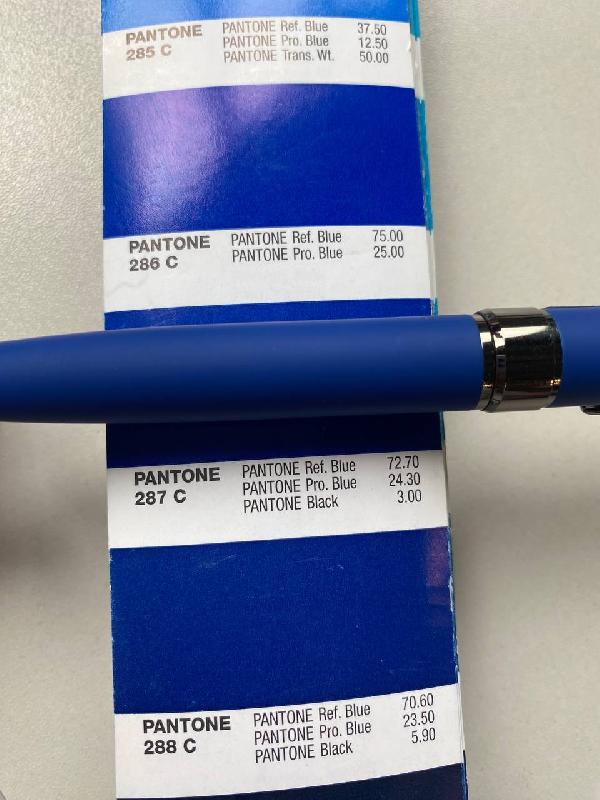 PANTONE PANTONE Ref. Blue 37.50
285 C PANTONE Pro. Blue 12.50
PANTONE Trans. Wt. 50.00
PANTONE PANTONE Ref. Blue 75.00
286 C PANTONE Pro. Blue 25.00
PANTONE PANTONE Ref. Blue 72.70
287 C PANTONE Pro. Blue 24.30
PANTONE Black 3.00
PANTONE PANTONE Ref. Blue 70.60
288 C PANTONE Pro. Blue 23.50
PANTONE Black 5.90